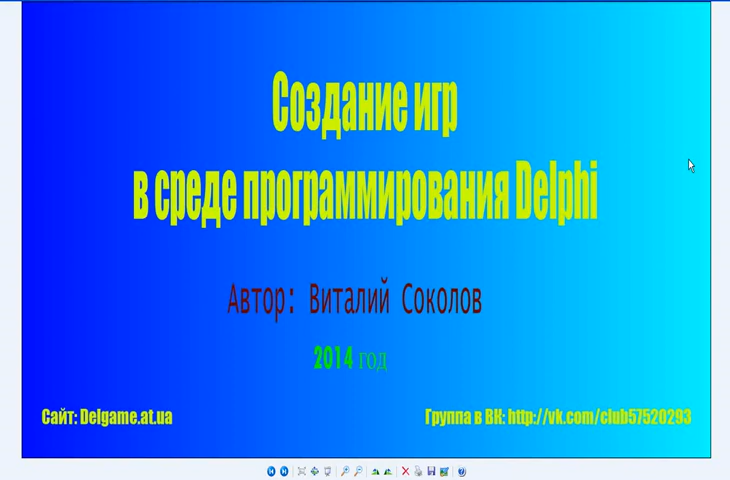 Создание игр
в среде программирования Delphi
Автор: Виталий Соколов
2014 год
Сайт: Delgame.at.ua
Группа в ВК: http://vk.com/club57520293